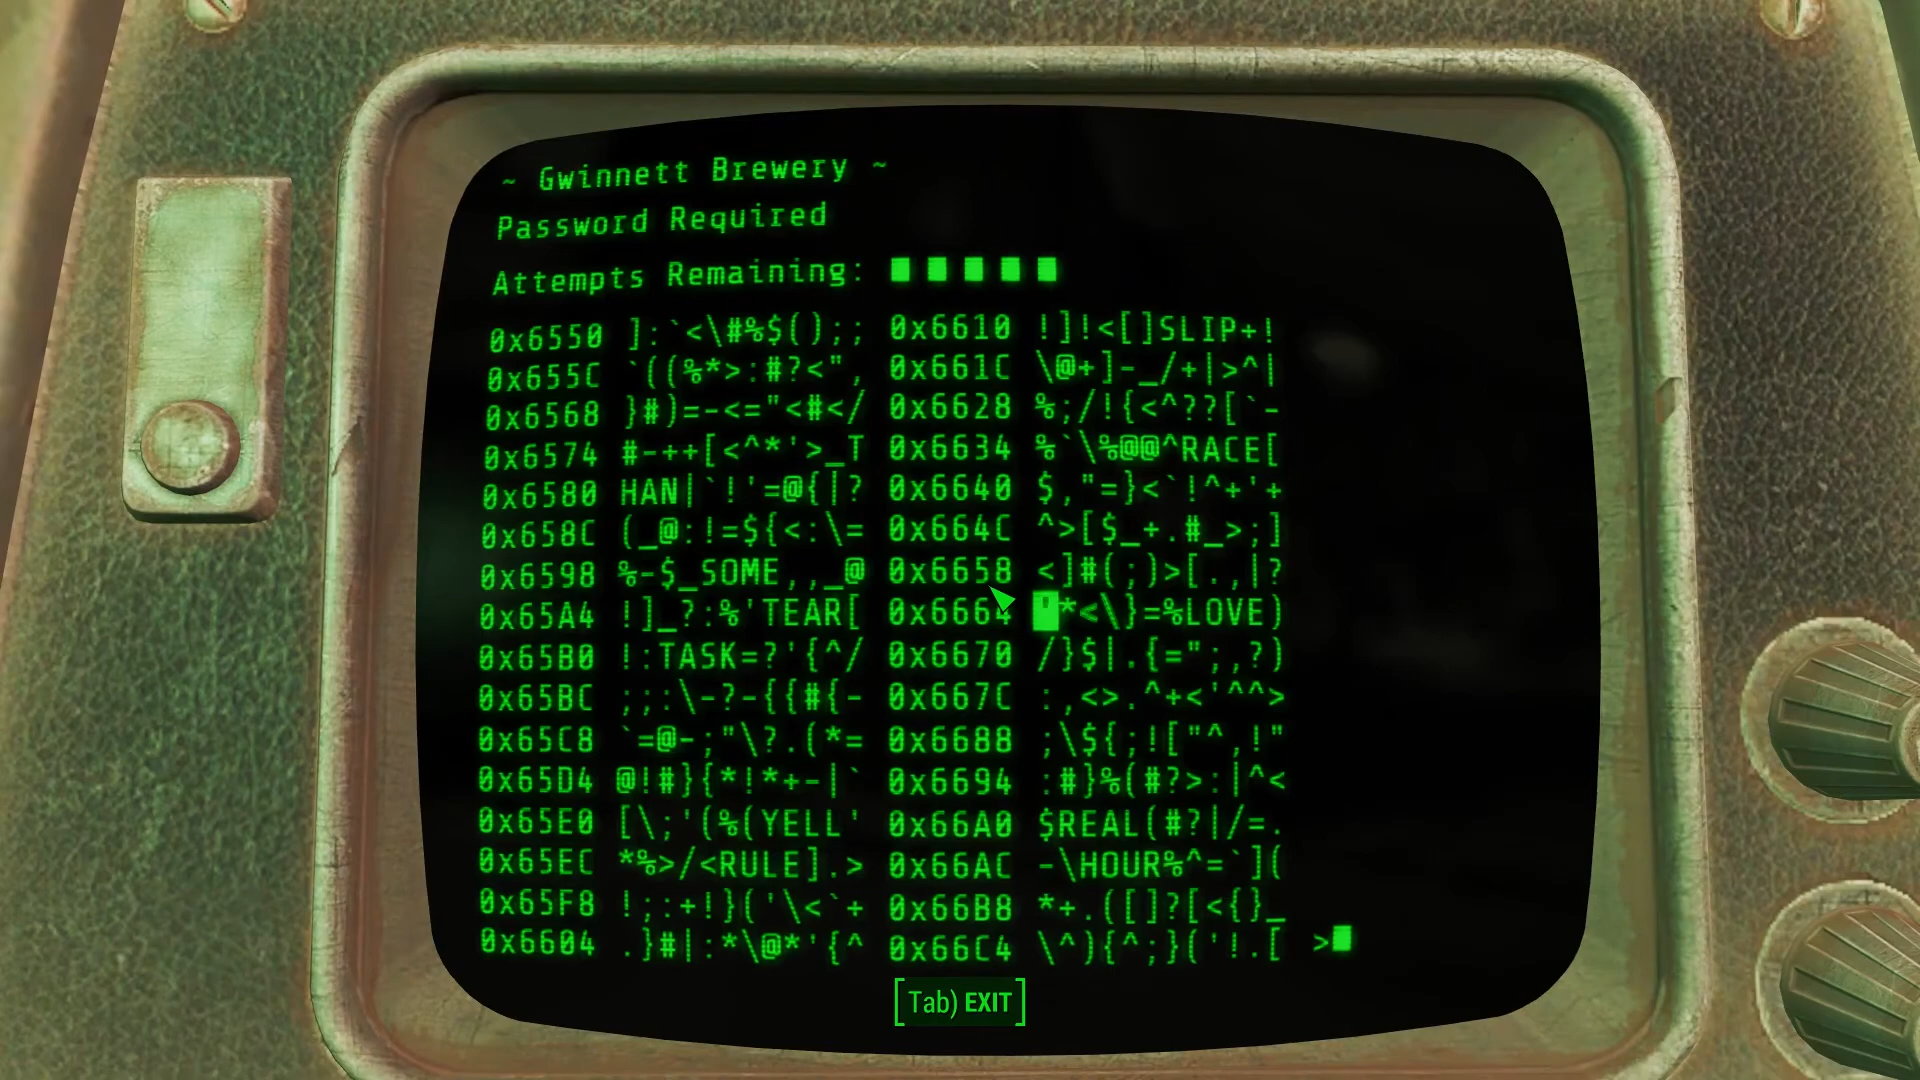 ~ Gwinnett Brewery ~
Password Required
Attempts Remaining: ■ ■ ■ ■ ■
0x6550 ]:`<\#%$();; 0x6610 !]!<[]SLIP+!
0x655C `((%*>:#?<", 0x661C \@+]-_/+|>^|
0x6568 }#)=-<="<#</ 0x6628 %;/!{<^??[`-
0x6574 #-++[<^*'>_T 0x6634 %`\%@@^RACE[
0x6580 HAN|`!'=@{|? 0x6640 $,"=}<`!^+'+
0x658C (_@:!=${<:\= 0x664C ^>[$_+.#_>;]
0x6598 %-$_SOME,,_@ 0x6658 <]#(;)>[.,|?
0x65A4 !]_?:%'TEAR[ 0x6664 '*<\}=%LOVE)
0x65B0 !:TASK=?'{^/ 0x6670 /}$|.{=";,?)
0x65BC ;;:\-?-{{#{- 0x667C :,<>.^+<'^^>
0x65C8 `=@-;"\?.(*= 0x6688 ;\${;!["^,!"
0x65D4 @!#}{*!*+-|` 0x6694 :#}%(#?>:|^<
0x65E0 [\;'(%(YELL' 0x66A0 $REAL(#?|/=.
0x65EC *%>/<RULE].> 0x66AC -\HOUR%^=`](
0x65F8 !;:+!}('\<`+ 0x66B8 *+.([]?[<{}_
0x6604 .}#|:*\@*'{^ 0x66C4 \^){^;}('!.[ >■
[Tab) EXIT]